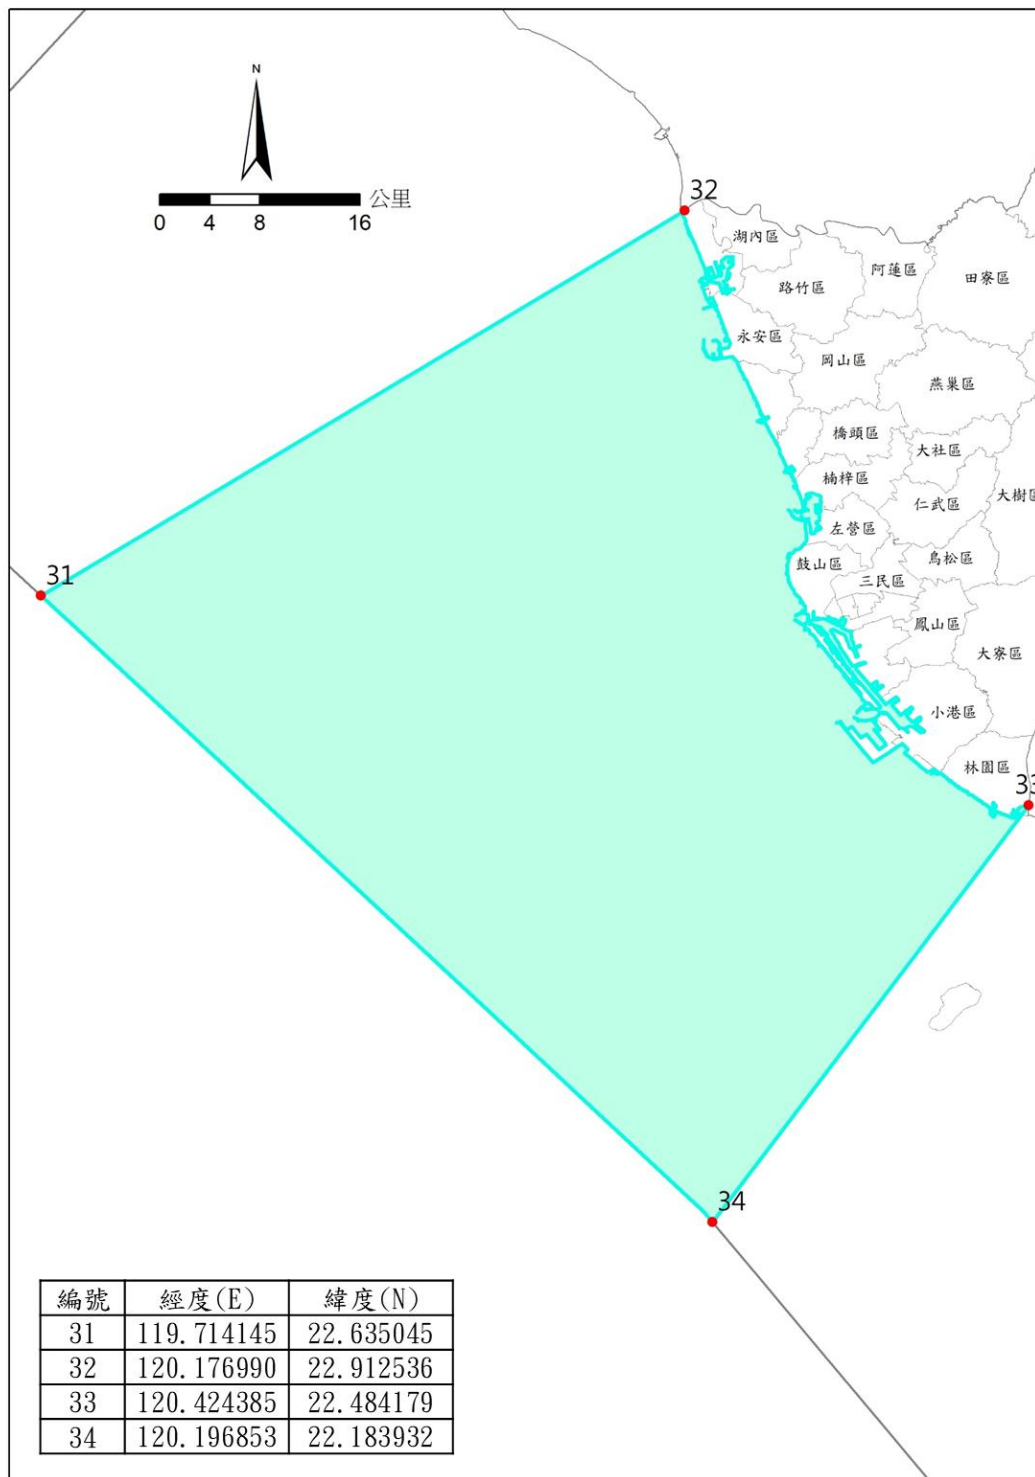 N
公里
0 4 8 16
32
湖內區
阿蓮區
田寮區
路竹區
永安區
岡山區
燕巢區
橋頭區
大社區
楠梓區
仁武區
大樹區
左營區
鼓山區
鳥松區
三民區
31
鳳山區
大寮區
小港區
林園區
33
34
編號 經度(E) 緯度(N)
31 119.714145 22.635045
32 120.176990 22.912536
33 120.424385 22.484179
34 120.196853 22.183932